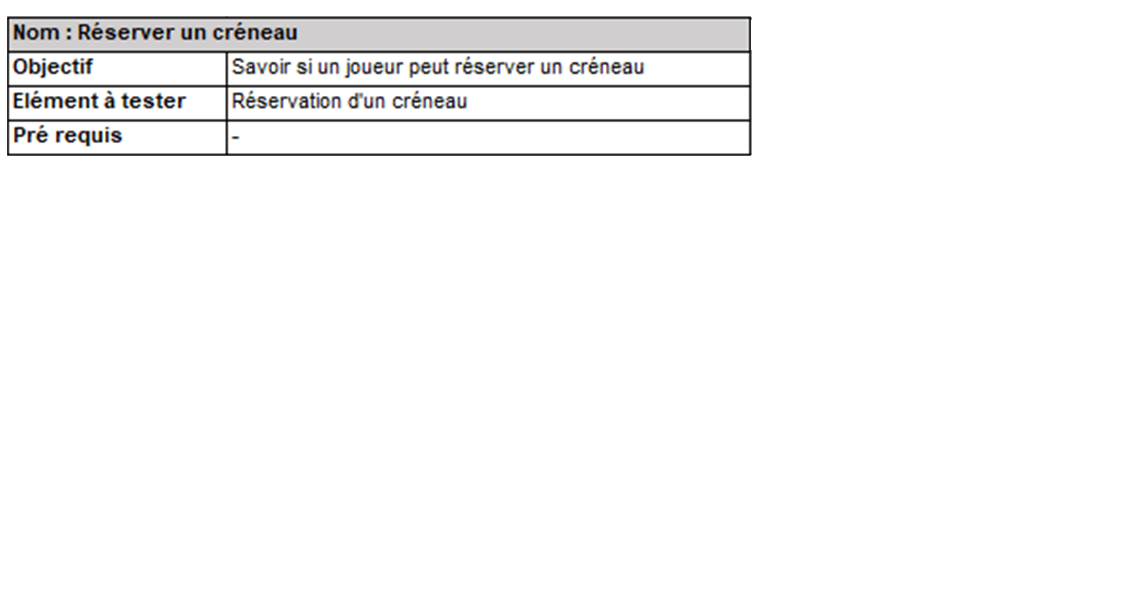 Nom : Réserver un créneau
Objectif Savoir si un joueur peut réserver un créneau
Elément à tester Réservation d'un créneau
Pré requis -